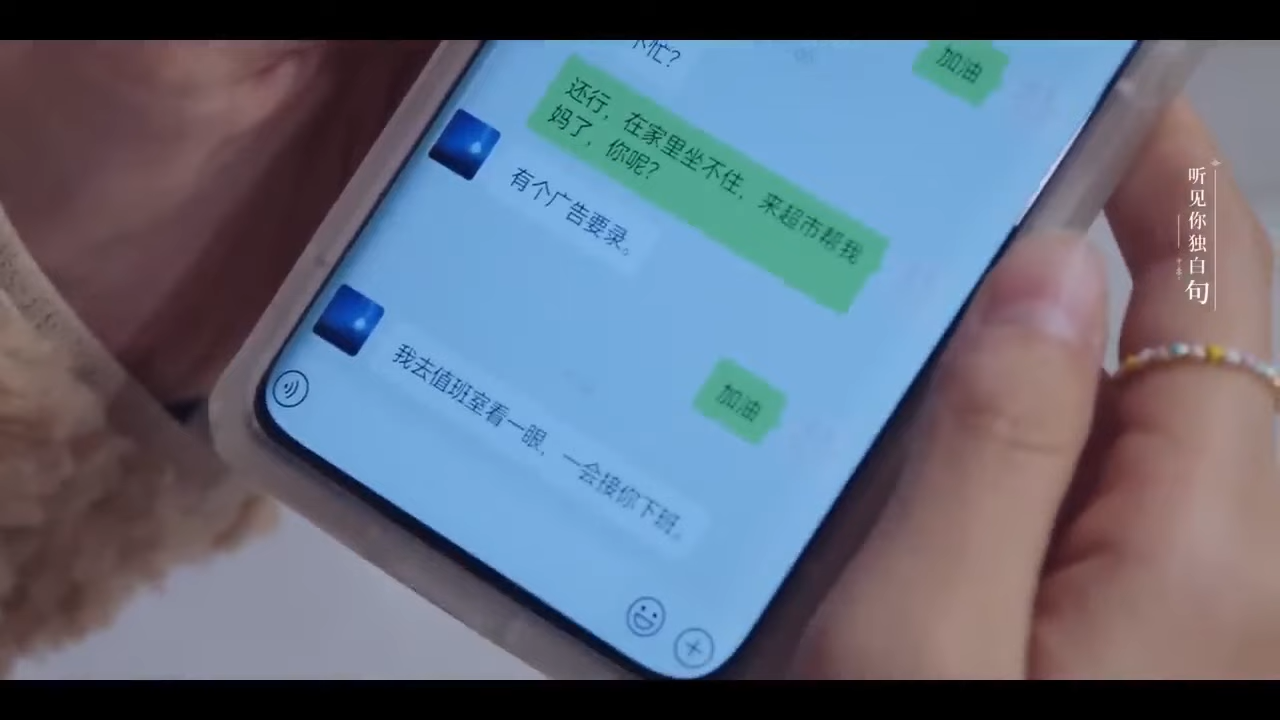 忙?
加油
还行，在家里坐不住，来超市帮我
妈了，你呢?
有个广告要录。
加油
我去值班室看一眼，一会接你下班。
听见你独白
句